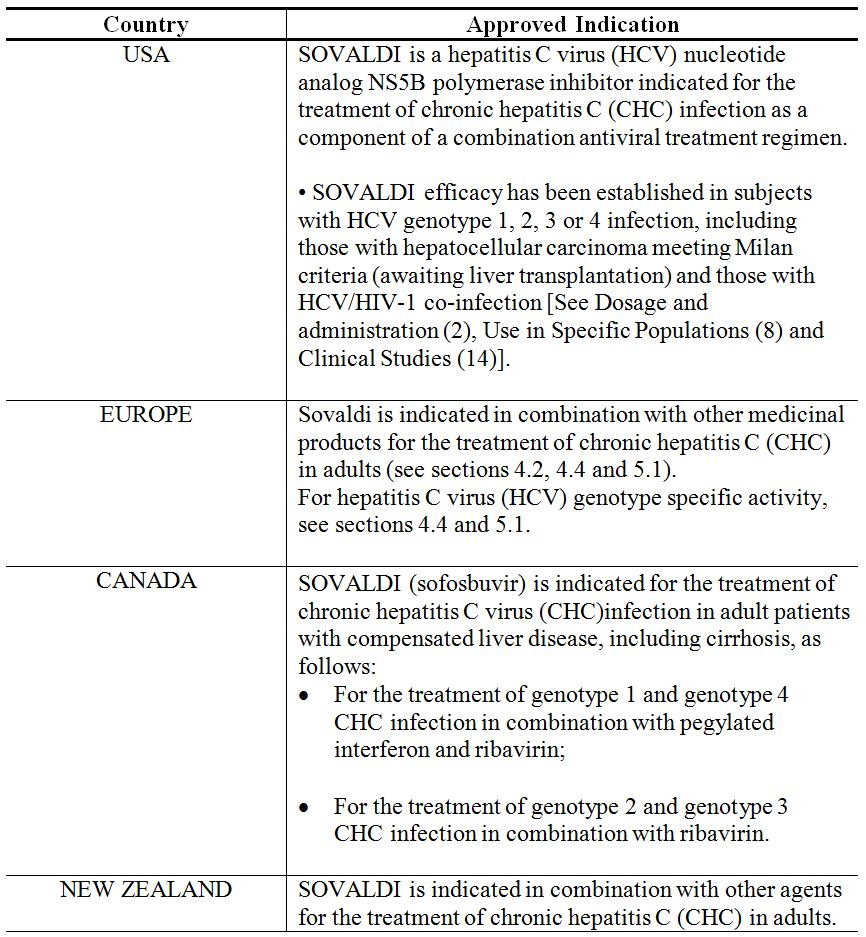 Country Approved Indication
USA SOVALDI is a hepatitis C virus (HCV) nucleotide
analog NS5B polymerase inhibitor indicated for the
treatment of chronic hepatitis C (CHC) infection as a
component of a combination antiviral treatment regimen.
• SOVALDI efficacy has been established in subjects
with HCV genotype 1, 2, 3 or 4 infection, including
those with hepatocellular carcinoma meeting Milan
criteria (awaiting liver transplantation) and those with
HCV/HIV-1 co-infection [See Dosage and
administration (2), Use in Specific Populations (8) and
Clinical Studies (14)].
EUROPE Sovaldi is indicated in combination with other medicinal
products for the treatment of chronic hepatitis C (CHC)
in adults (see sections 4.2, 4.4 and 5.1).
For hepatitis C virus (HCV) genotype specific activity,
see sections 4.4 and 5.1.
CANADA SOVALDI (sofosbuvir) is indicated for the treatment of
chronic hepatitis C virus (CHC)infection in adult patients
with compensated liver disease, including cirrhosis, as
follows:
• For the treatment of genotype 1 and genotype 4
CHC infection in combination with pegylated
interferon and ribavirin;
• For the treatment of genotype 2 and genotype 3
CHC infection in combination with ribavirin.
NEW ZEALAND SOVALDI is indicated in combination with other agents
for the treatment of chronic hepatitis C (CHC) in adults.